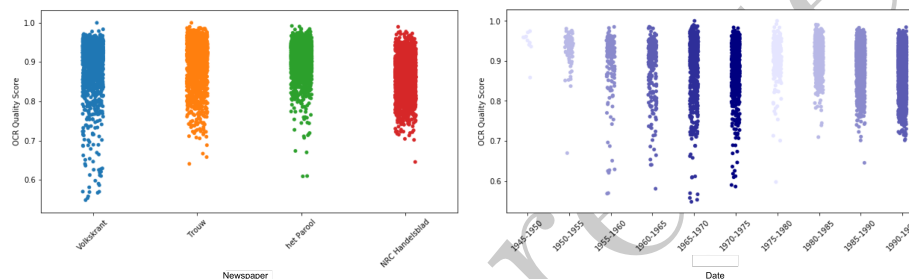 1.0
0.9
0.8
0.7
0.6
OCR Quality Score
Volkskrant
Trouw
het Parool
NRC Handelsblad
Newspaper
1.0
0.9
0.8
0.7
0.6
OCR Quality Score
1945-1950
1950-1955
1955-1960
1960-1965
1965-1970
1970-1975
1975-1980
1980-1985
1985-1990
Date